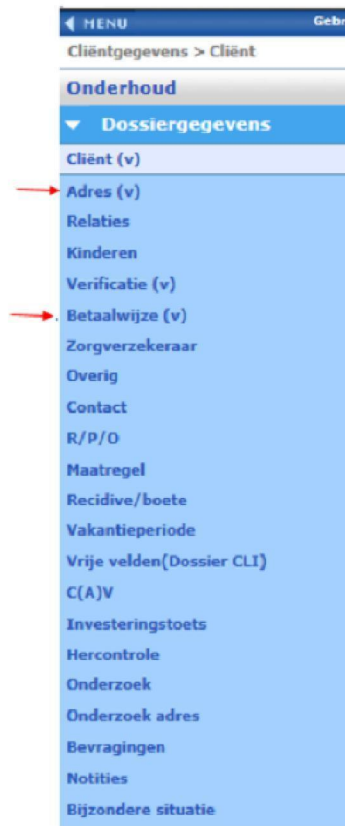 MENU
Cliëntgegevens > Cliënt
Onderhoud
Dossiergegevens
Cliënt (v)
Adres (v)
Relaties
Kinderen
Verificatie (v)
Betaalwijze (v)
Zorgverzekeraar
Overig
Contact
R/P/O
Maatregel
Recidive/boete
Vakantieperiode
Vrije velden(Dossier CLI)
C(A)V
Investeringstoets
Hercontrole
Onderzoek
Onderzoek adres
Bevragingen
Notities
Bijzondere situatie